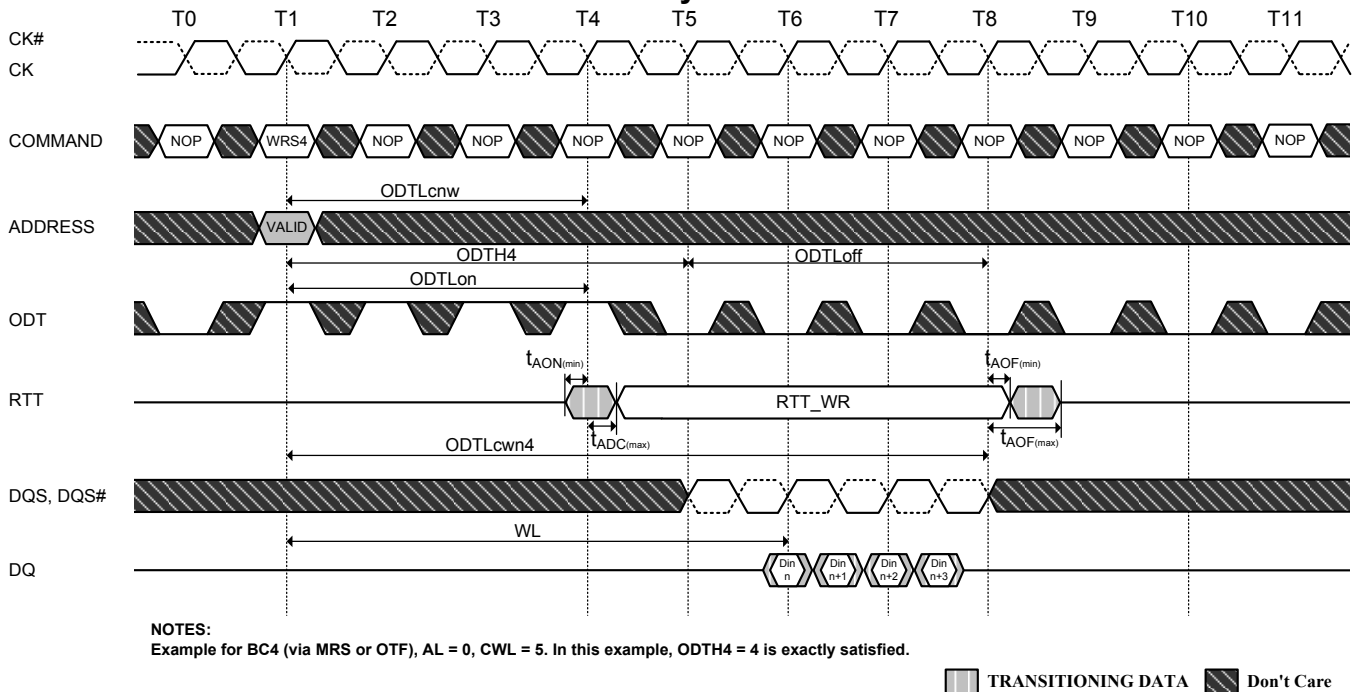 T0 T1 T2 T3 T4 T5 T6 T7 T8 T9 T10 T11
CK#
CK
COMMAND NOP WRS4 NOP NOP NOP NOP NOP NOP NOP NOP NOP NOP
ODTLcnw
ADDRESS VALID
ODTH4 ODTLoff
ODTLon
ODT
tAON(min) tAOF(min)
RTT RTT_WR
tADC(max) tAOF(max)
ODTLcwn4
DQS, DQS#
WL
DQ Din n Din n+1 Din n+2 Din n+3
NOTES:
Example for BC4 (via MRS or OTF), AL = 0, CWL = 5. In this example, ODTH4 = 4 is exactly satisfied.
TRANSITIONING DATA Don't Care